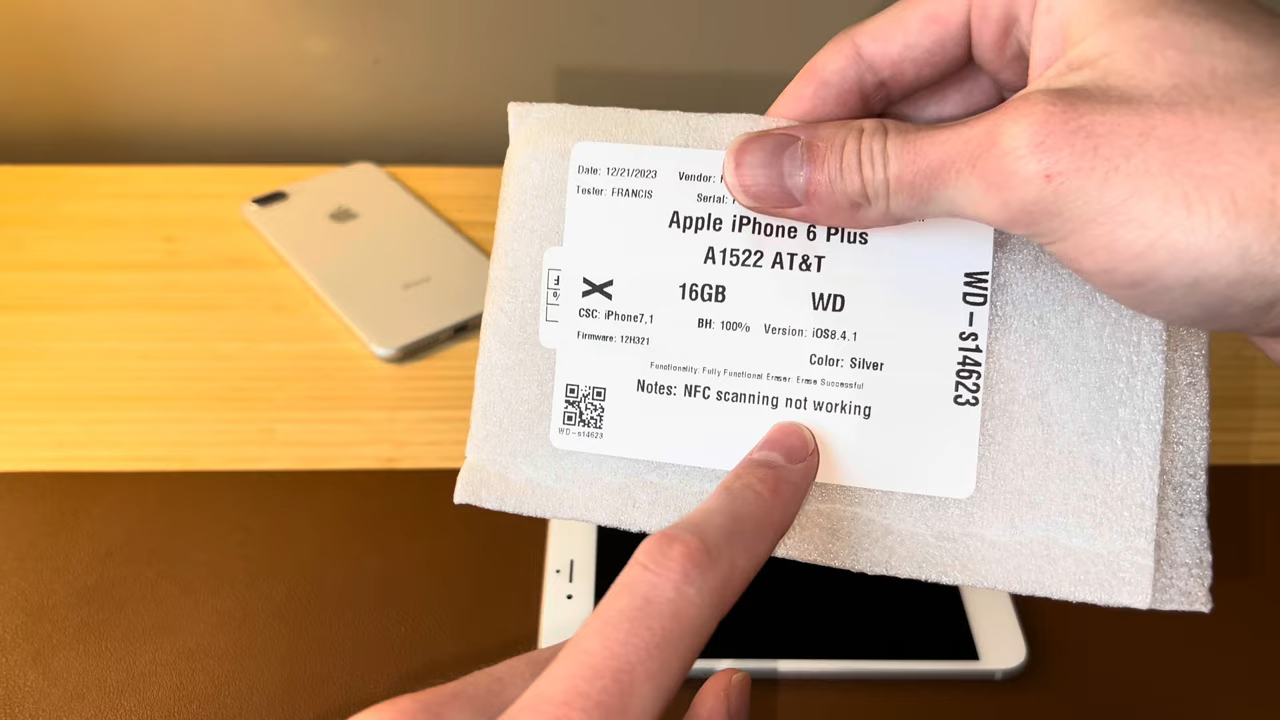 Date: 12/21/2023 Vendor:
Tester: FRANCIS Serial:
Apple iPhone 6 Plus
A1522 AT&T
X 16GB WD
CSC: iPhone7,1 BH: 100% Version: iOS8.4.1
Firmware: 12H321
Color: Silver
Functionality: Fully Functional Eraser: Erase Successful
Notes: NFC scanning not working
WD-s14623
WD-s14623